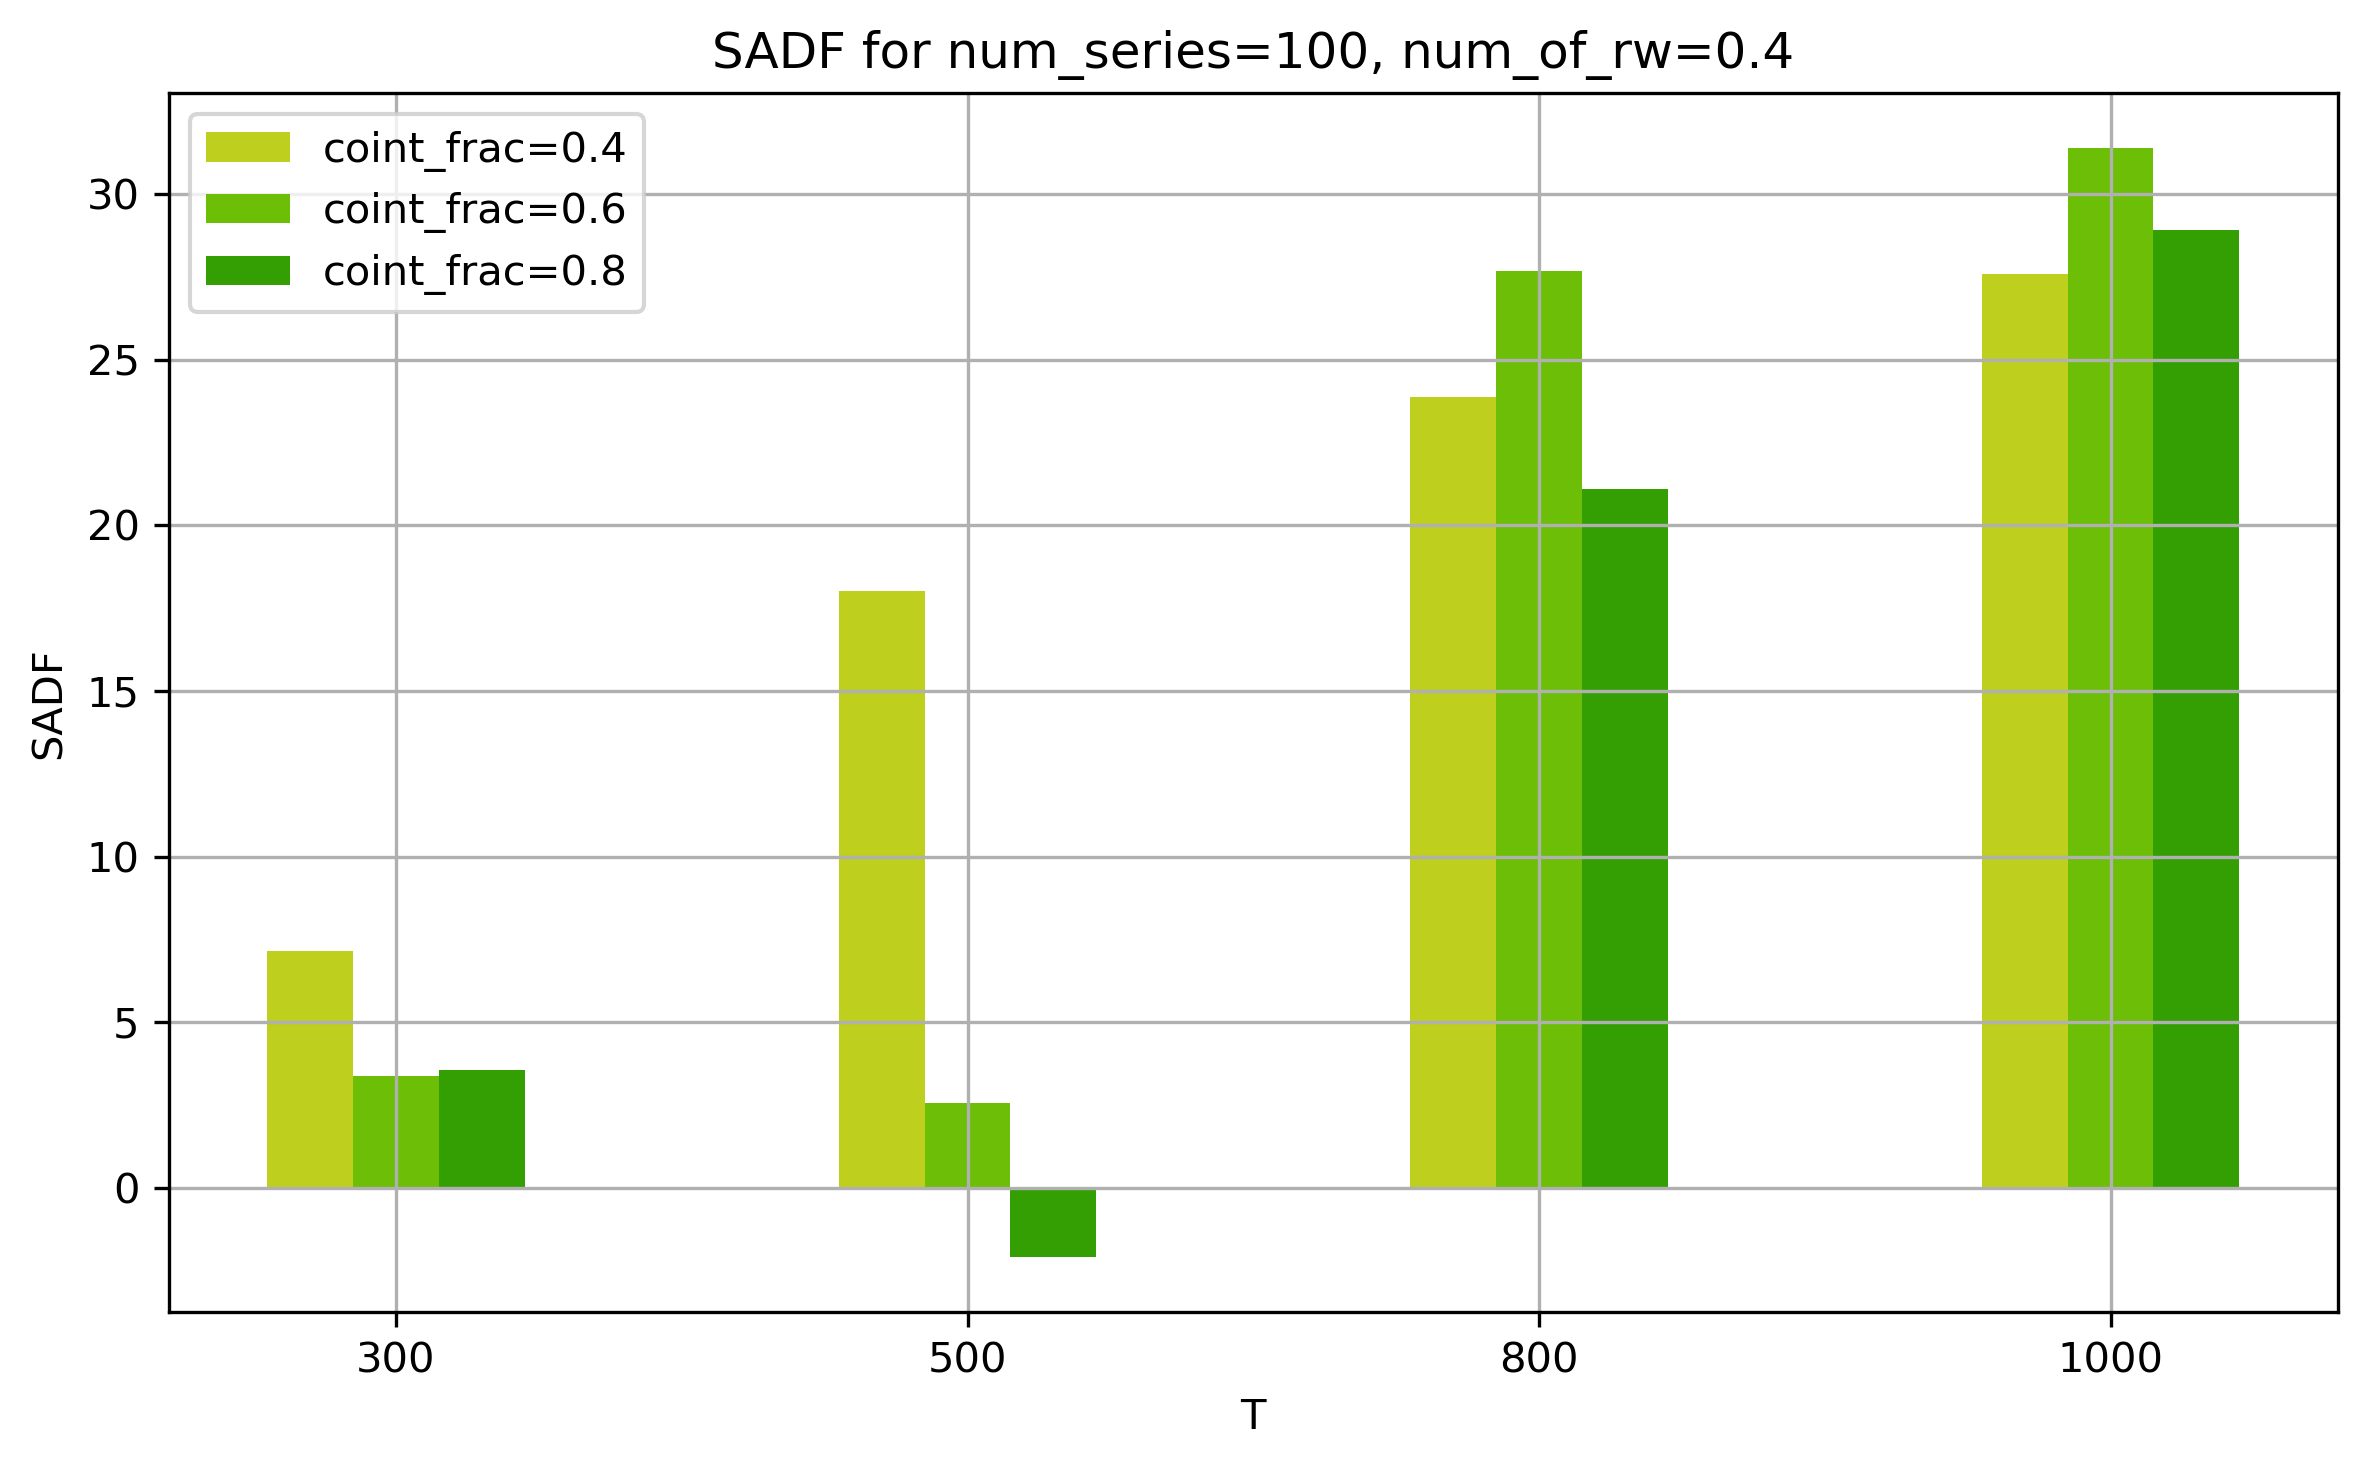 SADF for num_series=100, num_of_rw=0.4
coint_frac=0.4
coint_frac=0.6
coint_frac=0.8
30
25
20
15
10
5
0
SADF
300 500 800 1000
T